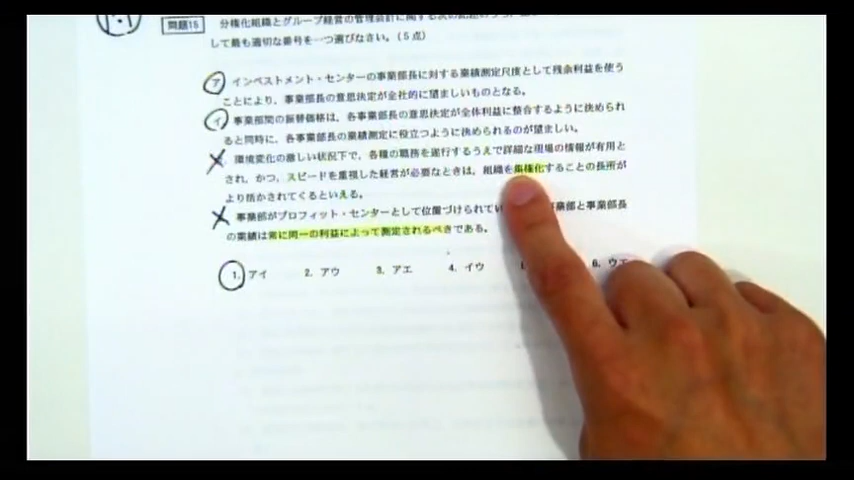 問題15 分権化組織とグループ経営の管理会計に関する次の記述のうち、
して最も適切な番号を一つ選びなさい。(5点)
ア インベストメント・センターの事業部長に対する業績測定尺度として残余利益を使う
ことにより、事業部長の意思決定が全社的に望ましいものとなる。
イ 事業部間の振替価格は、各事業部長の意思決定が全体利益に整合するように決められ
ると同時に、各事業部長の業績測定に役立つように決められるのが望ましい。
環境変化の激しい状況下で、各種の職務を遂行するうえで詳細な現場の情報が有用と
され、かつ、スピードを重視した経営が必要なときは、組織を集権化することの長所が
より活かされてくるといえる。
事業部がプロフィット・センターとして位置づけられてい 事業部と事業部長
の業績は常に同一の利益によって測定されるべきである。
1. アイ 2. アウ 3. アエ 4. イウ 6. ウエ